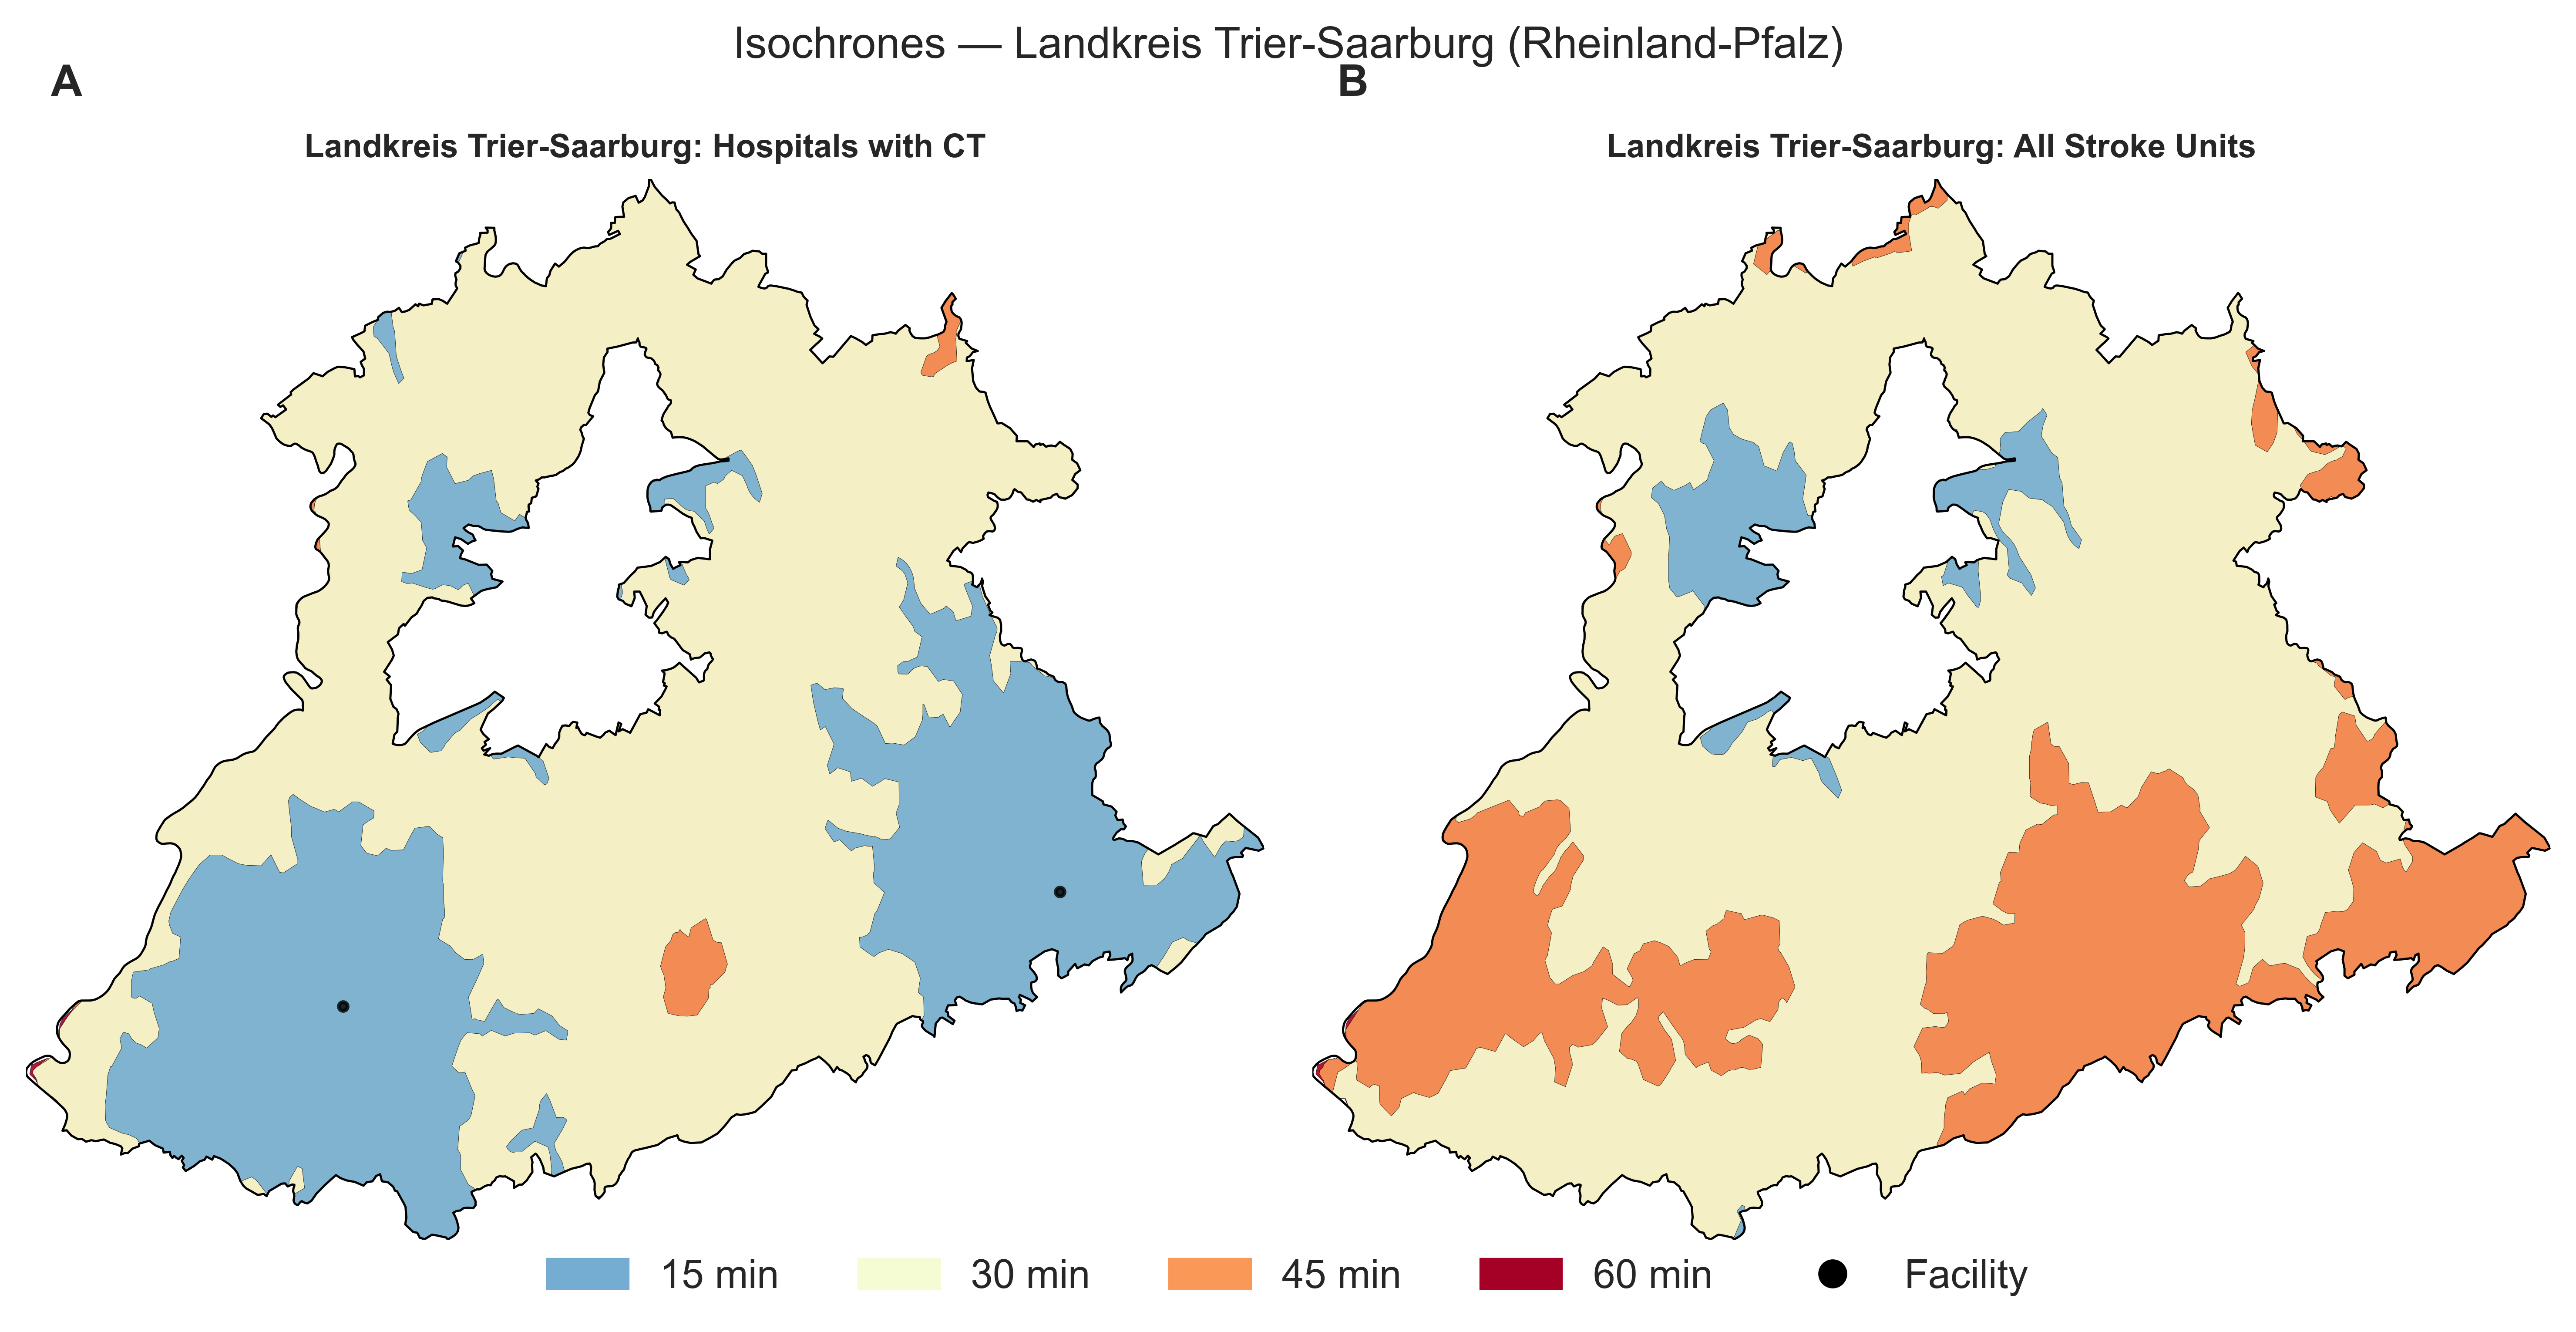 Isochrones — Landkreis Trier-Saarburg (Rheinland-Pfalz)
A
B
Landkreis Trier-Saarburg: Hospitals with CT
Landkreis Trier-Saarburg: All Stroke Units
15 min
30 min
45 min
60 min
Facility